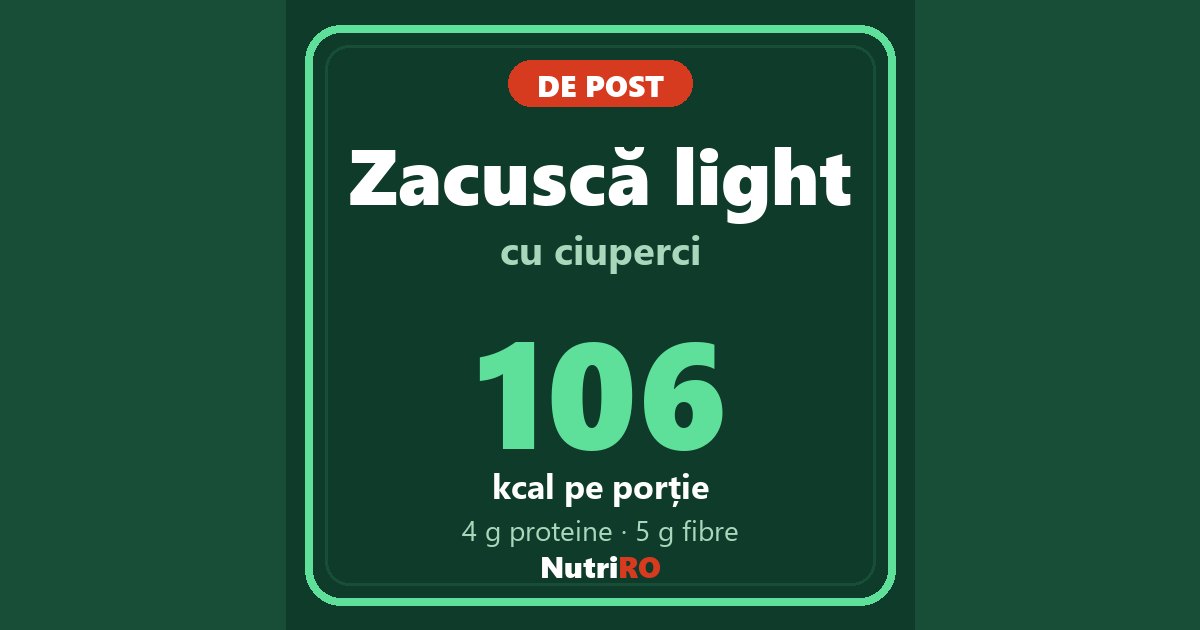 DE POST
Zacuscă light
cu ciuperci
106
kcal pe porție
4 g proteine · 5 g fibre
NutriRO